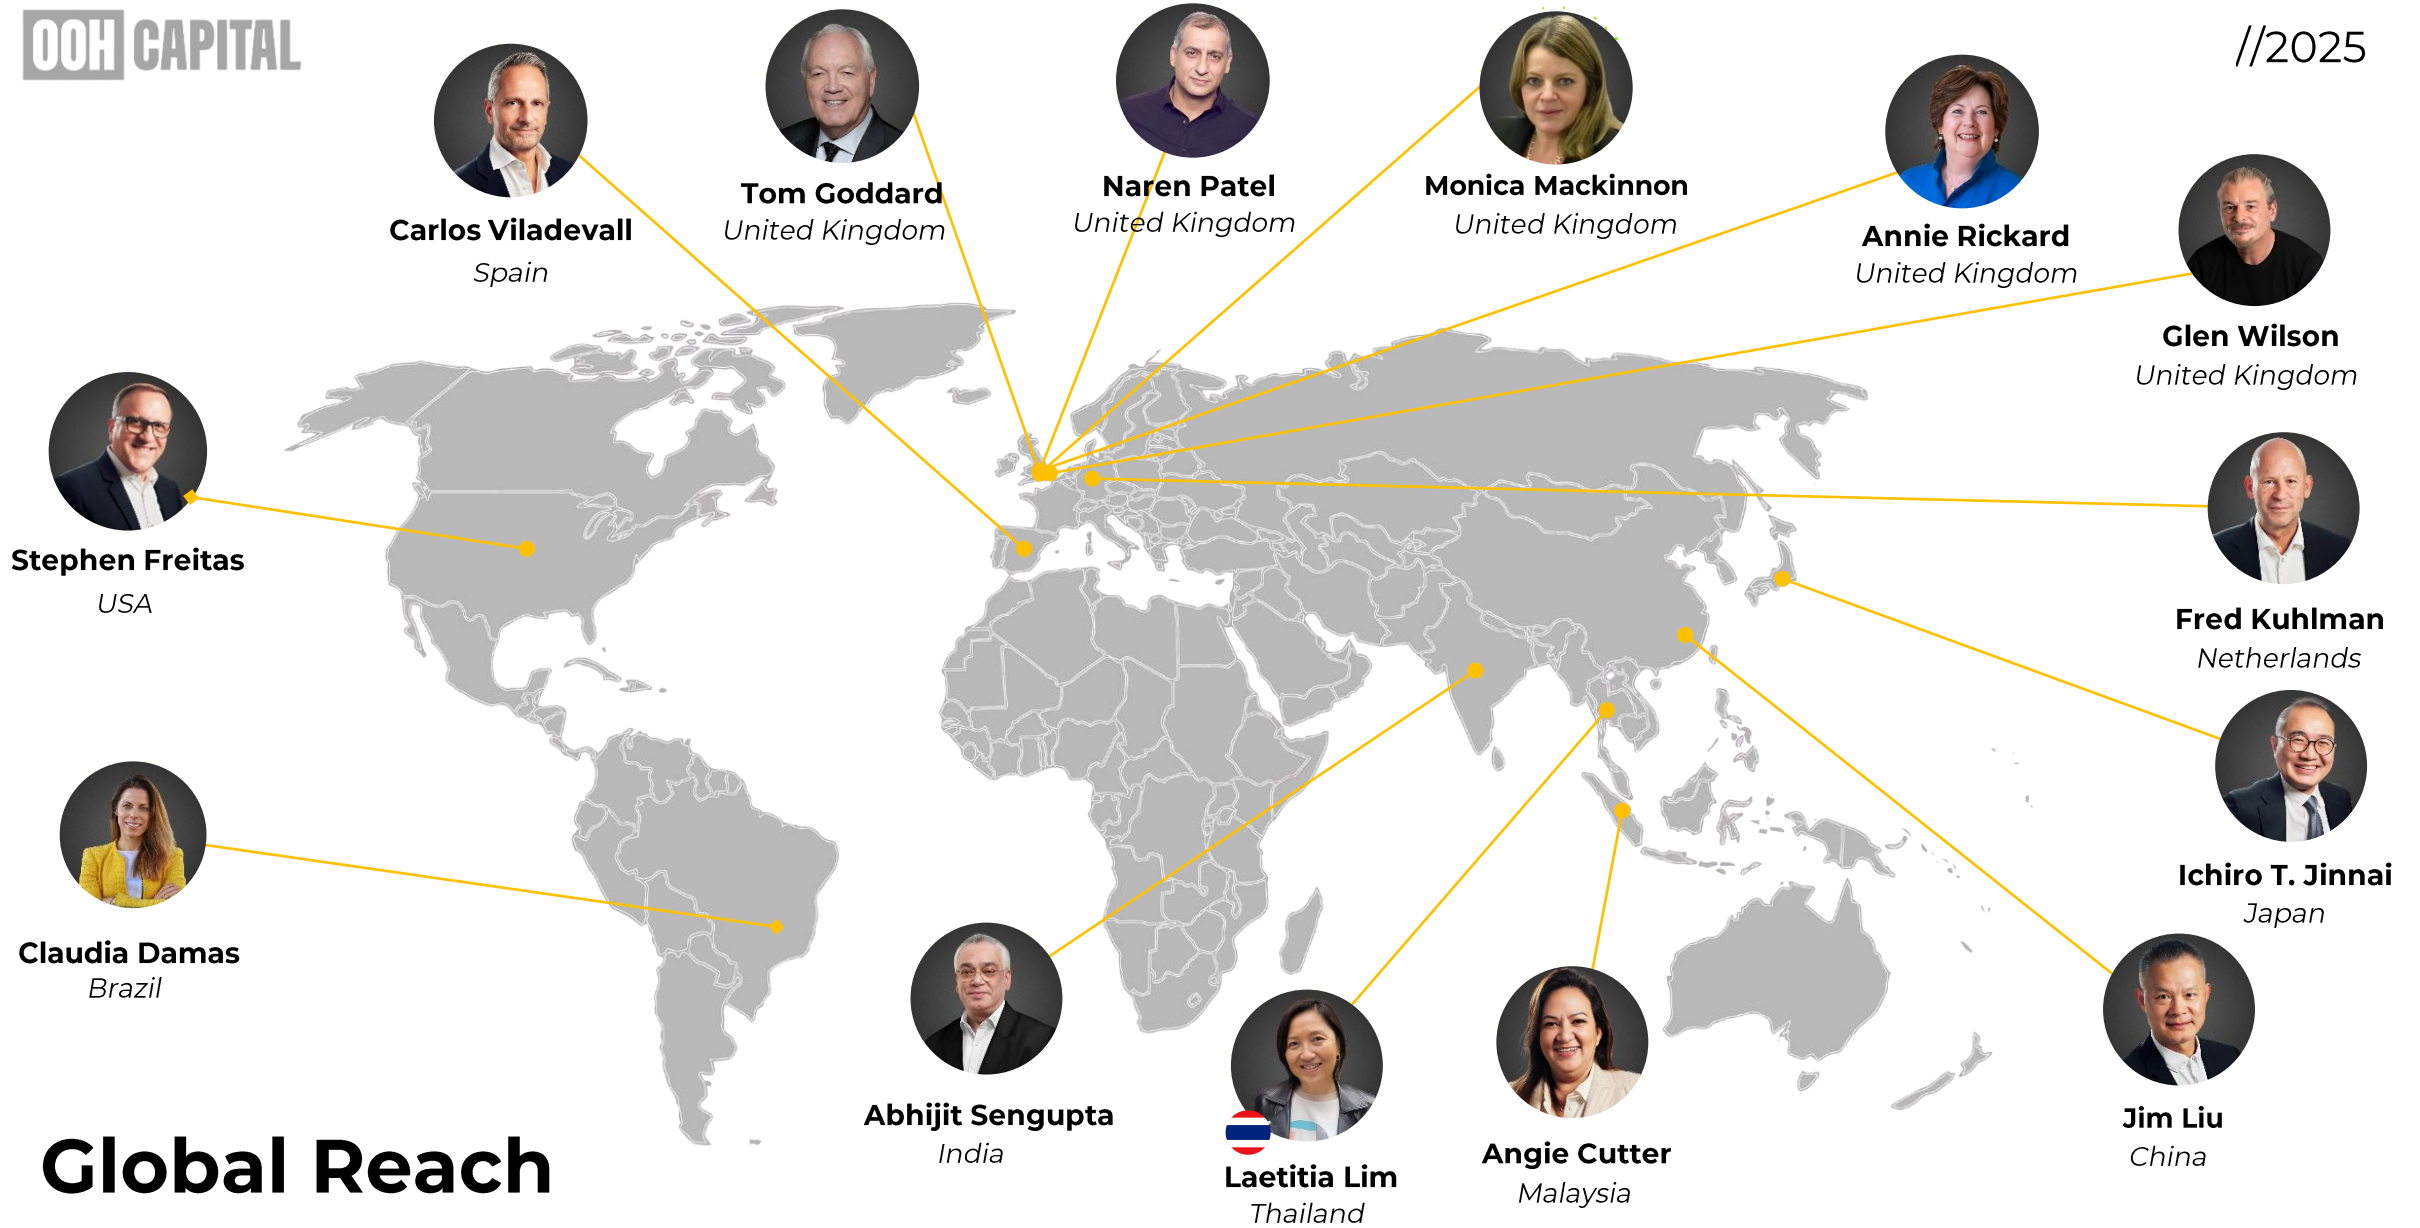 OOH CAPITAL
//2025
Carlos Viladevall
Spain
Tom Goddard
United Kingdom
Naren Patel
United Kingdom
Monica Mackinnon
United Kingdom
Annie Rickard
United Kingdom
Glen Wilson
United Kingdom
Stephen Freitas
USA
Fred Kuhlman
Netherlands
Ichiro T. Jinnai
Japan
Claudia Damas
Brazil
Abhijit Sengupta
India
Laetitia Lim
Thailand
Angie Cutter
Malaysia
Jim Liu
China
Global Reach